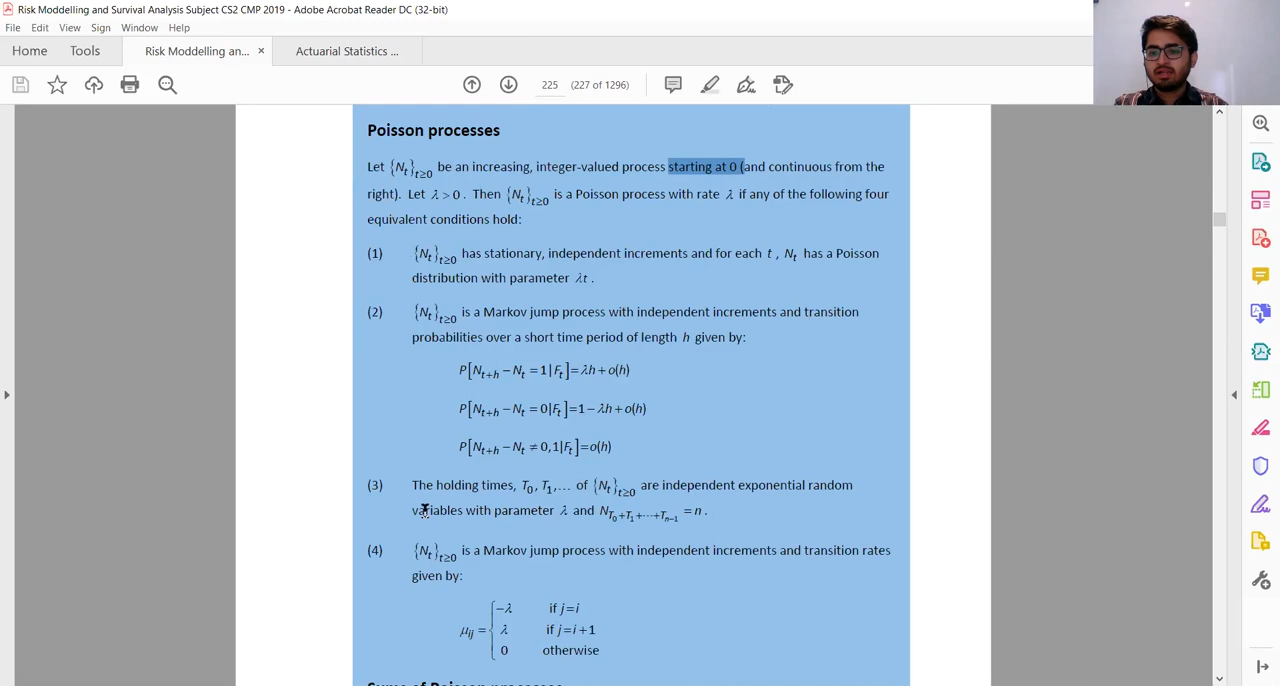 Risk Moddelling and Survival Analysis Subject CS2 CMP 2019 - Adobe Acrobat Reader DC (32-bit)
File Edit View Sign Window Help
Home Tools Risk Moddelling an... × Actuarial Statistics ...
225 (227 of 1296)
Poisson processes
Let {N_t}_{t≥0} be an increasing, integer-valued process starting at 0 (and continuous from the
right). Let λ > 0. Then {N_t}_{t≥0} is a Poisson process with rate λ if any of the following four
equivalent conditions hold:
(1) {N_t}_{t≥0} has stationary, independent increments and for each t, N_t has a Poisson
distribution with parameter λt.
(2) {N_t}_{t≥0} is a Markov jump process with independent increments and transition
probabilities over a short time period of length h given by:
P[N_{t+h} − N_t = 1 | F_t] = λh + o(h)
P[N_{t+h} − N_t = 0 | F_t] = 1 − λh + o(h)
P[N_{t+h} − N_t ≠ 0,1 | F_t] = o(h)
(3) The holding times, T_0, T_1,… of {N_t}_{t≥0} are independent exponential random
variables with parameter λ and N_{T_0+T_1+⋯+T_{n−1}} = n.
(4) {N_t}_{t≥0} is a Markov jump process with independent increments and transition rates
given by:
μ_{ij} = { −λ if j = i
λ if j = i + 1
0 otherwise
Sums of Poisson processes